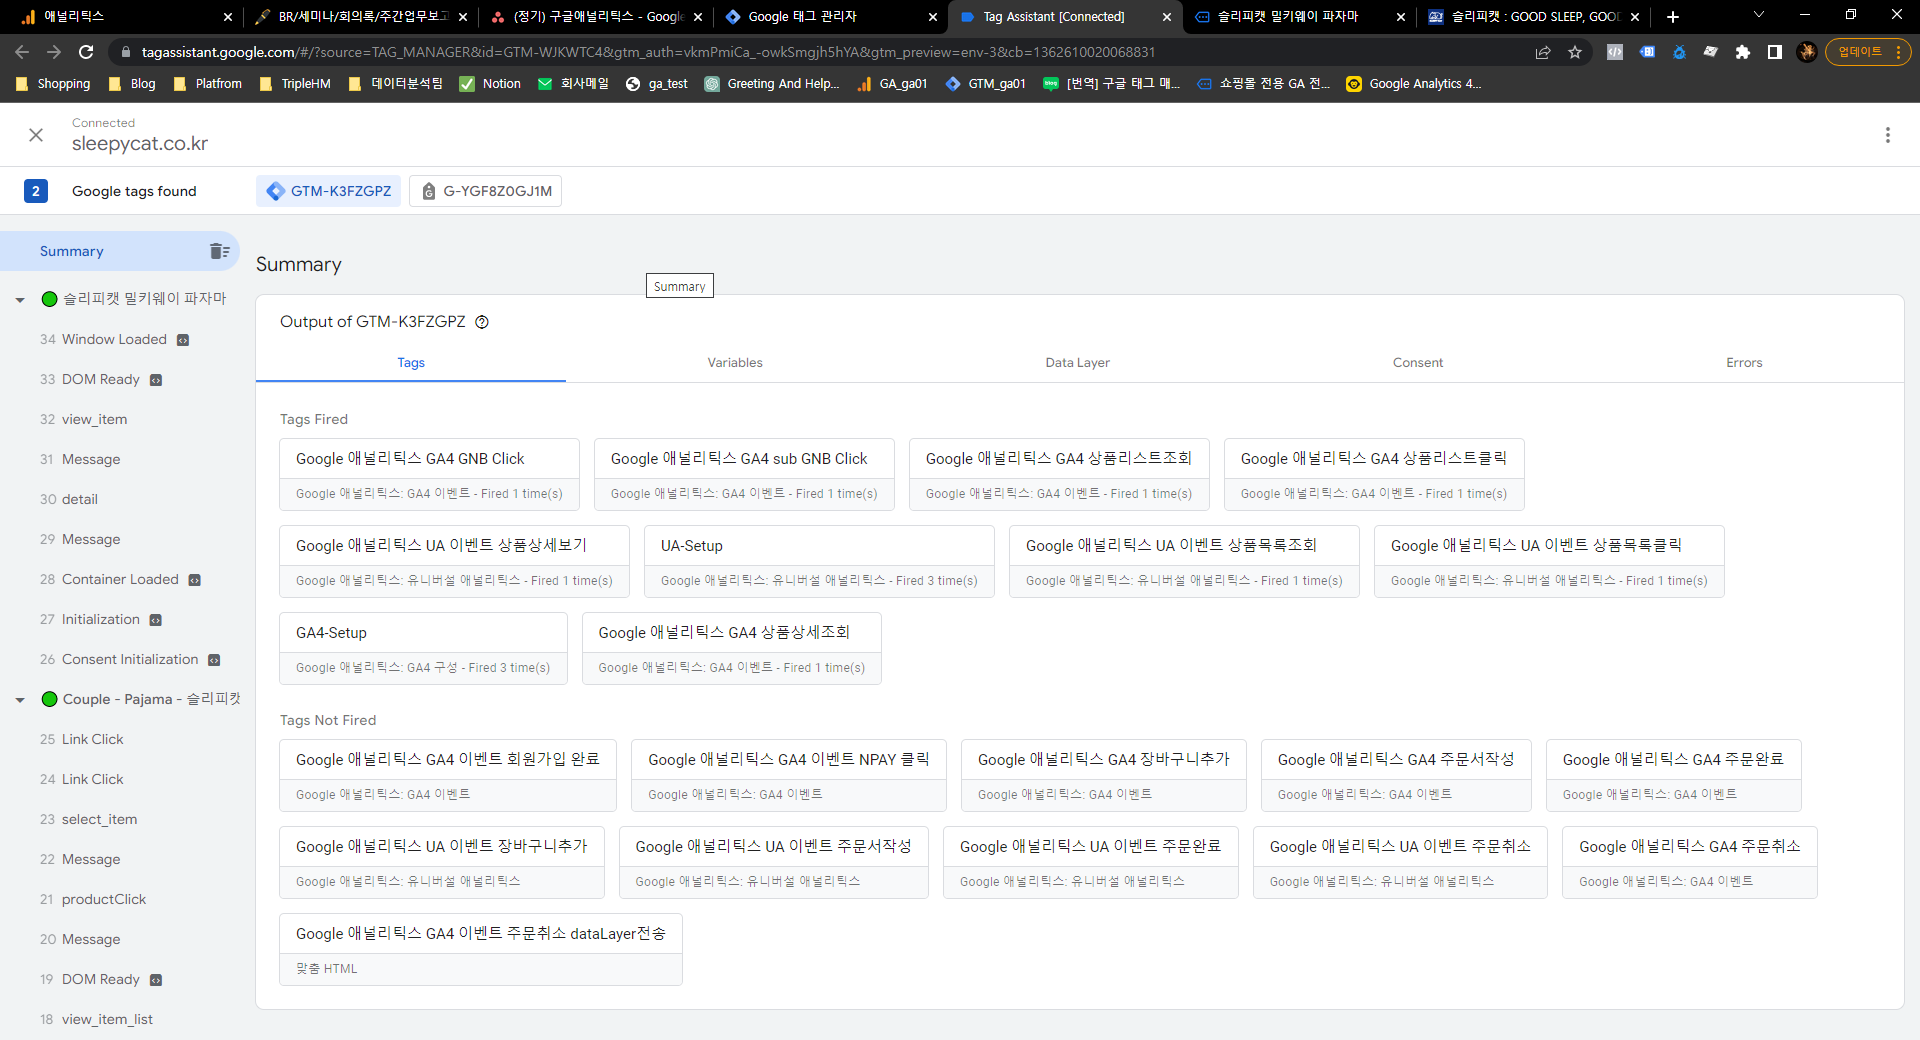 애널리틱스
BR/세미나/회의록/주간업무보고
(정기) 구글애널리틱스 - Google
Google 태그 관리자
Tag Assistant [Connected]
슬리피캣 밀키웨이 파자마
슬리피캣 : GOOD SLEEP, GOOD
tagassistant.google.com/#/?source=TAG_MANAGER&id=GTM-WJKWTC4&gtm_auth=vkmPmiCa_-owkSmgjh5hYA&gtm_preview=env-3&cb=1362610020068831
업데이트
Shopping
Blog
Platfrom
TripleHM
데이터분석팀
Notion
회사메일
ga_test
Greeting And Help...
GA_ga01
GTM_ga01
[번역] 구글 태그 매...
쇼핑몰 전용 GA 전...
Google Analytics 4...
Connected
sleepycat.co.kr
2
Google tags found
GTM-K3FZGPZ
G-YGF8Z0GJ1M
Summary
슬리피캣 밀키웨이 파자마
34 Window Loaded
33 DOM Ready
32 view_item
31 Message
30 detail
29 Message
28 Container Loaded
27 Initialization
26 Consent Initialization
Couple - Pajama - 슬리피캣
25 Link Click
24 Link Click
23 select_item
22 Message
21 productClick
20 Message
19 DOM Ready
18 view_item_list
Summary
Summary
Output of GTM-K3FZGPZ
Tags
Variables
Data Layer
Consent
Errors
Tags Fired
Google 애널리틱스 GA4 GNB Click
Google 애널리틱스: GA4 이벤트 - Fired 1 time(s)
Google 애널리틱스 GA4 sub GNB Click
Google 애널리틱스: GA4 이벤트 - Fired 1 time(s)
Google 애널리틱스 GA4 상품리스트조회
Google 애널리틱스: GA4 이벤트 - Fired 1 time(s)
Google 애널리틱스 GA4 상품리스트클릭
Google 애널리틱스: GA4 이벤트 - Fired 1 time(s)
Google 애널리틱스 UA 이벤트 상품상세보기
Google 애널리틱스: 유니버설 애널리틱스 - Fired 1 time(s)
UA-Setup
Google 애널리틱스: 유니버설 애널리틱스 - Fired 3 time(s)
Google 애널리틱스 UA 이벤트 상품목록조회
Google 애널리틱스: 유니버설 애널리틱스 - Fired 1 time(s)
Google 애널리틱스 UA 이벤트 상품목록클릭
Google 애널리틱스: 유니버설 애널리틱스 - Fired 1 time(s)
GA4-Setup
Google 애널리틱스: GA4 구성 - Fired 3 time(s)
Google 애널리틱스 GA4 상품상세조회
Google 애널리틱스: GA4 이벤트 - Fired 1 time(s)
Tags Not Fired
Google 애널리틱스 GA4 이벤트 회원가입 완료
Google 애널리틱스: GA4 이벤트
Google 애널리틱스 GA4 이벤트 NPAY 클릭
Google 애널리틱스: GA4 이벤트
Google 애널리틱스 GA4 장바구니추가
Google 애널리틱스: GA4 이벤트
Google 애널리틱스 GA4 주문서작성
Google 애널리틱스: GA4 이벤트
Google 애널리틱스 GA4 주문완료
Google 애널리틱스: GA4 이벤트
Google 애널리틱스 UA 이벤트 장바구니추가
Google 애널리틱스: 유니버설 애널리틱스
Google 애널리틱스 UA 이벤트 주문서작성
Google 애널리틱스: 유니버설 애널리틱스
Google 애널리틱스 UA 이벤트 주문완료
Google 애널리틱스: 유니버설 애널리틱스
Google 애널리틱스 UA 이벤트 주문취소
Google 애널리틱스: 유니버설 애널리틱스
Google 애널리틱스 GA4 주문취소
Google 애널리틱스: GA4 이벤트
Google 애널리틱스 GA4 이벤트 주문취소 dataLayer전송
맞춤 HTML